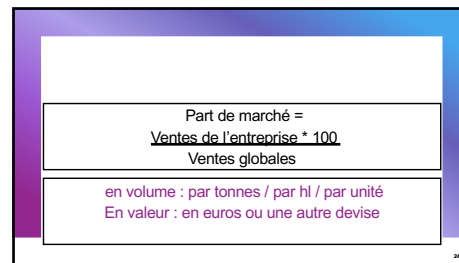 Part de marché =
Ventes de l'entreprise * 100
Ventes globales
en volume : par tonnes / par hl / par unité
En valeur : en euros ou une autre devise
24